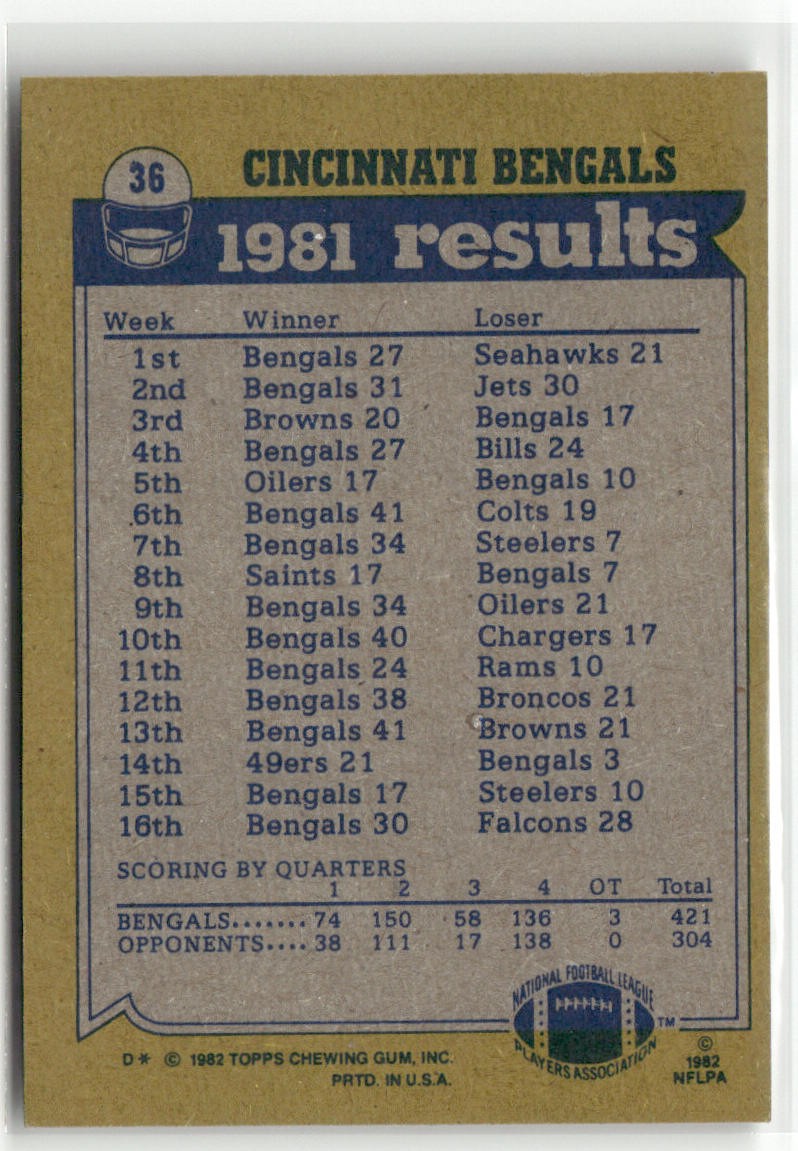 36
CINCINNATI BENGALS
1981 results
Week Winner Loser
1st Bengals 27 Seahawks 21
2nd Bengals 31 Jets 30
3rd Browns 20 Bengals 17
4th Bengals 27 Bills 24
5th Oilers 17 Bengals 10
6th Bengals 41 Colts 19
7th Bengals 34 Steelers 7
8th Saints 17 Bengals 7
9th Bengals 34 Oilers 21
10th Bengals 40 Chargers 17
11th Bengals 24 Rams 10
12th Bengals 38 Broncos 21
13th Bengals 41 Browns 21
14th 49ers 21 Bengals 3
15th Bengals 17 Steelers 10
16th Bengals 30 Falcons 28
SCORING BY QUARTERS
1 2 3 4 OT Total
BENGALS....... 74 150 58 136 3 421
OPPONENTS.... 38 111 17 138 0 304
NATIONAL FOOTBALL LEAGUE
PLAYERS ASSOCIATION
TM
D* © 1982 TOPPS CHEWING GUM, INC.
PRTD. IN U.S.A.
©
1982
NFLPA